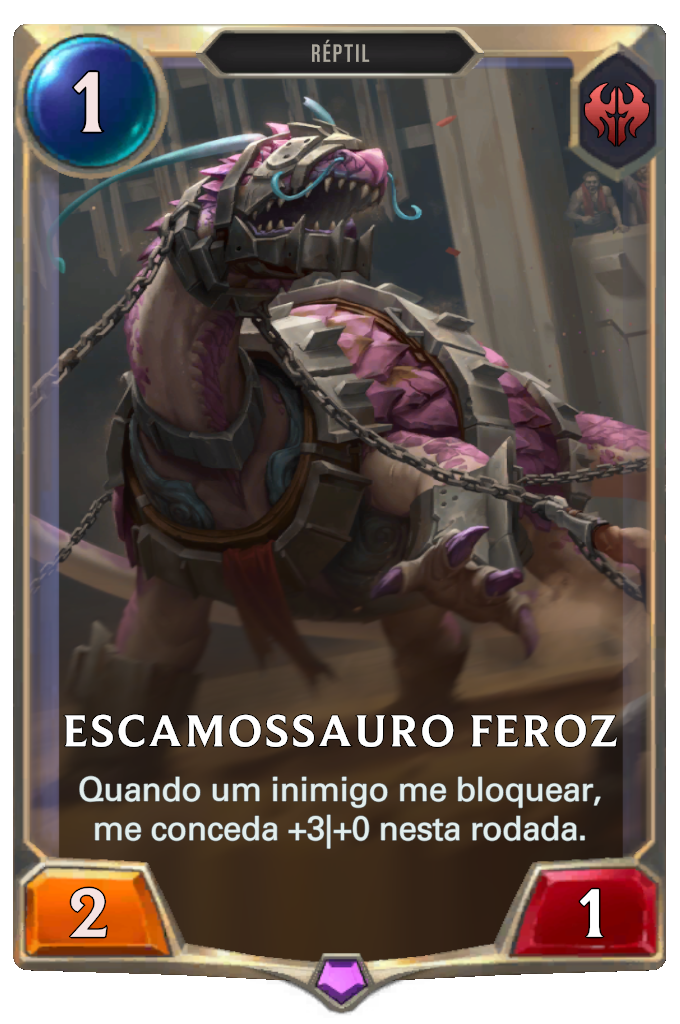 RÉPTIL
1
ESCAMOSSAURO FEROZ
Quando um inimigo me bloquear,
me conceda +3|+0 nesta rodada.
2
1